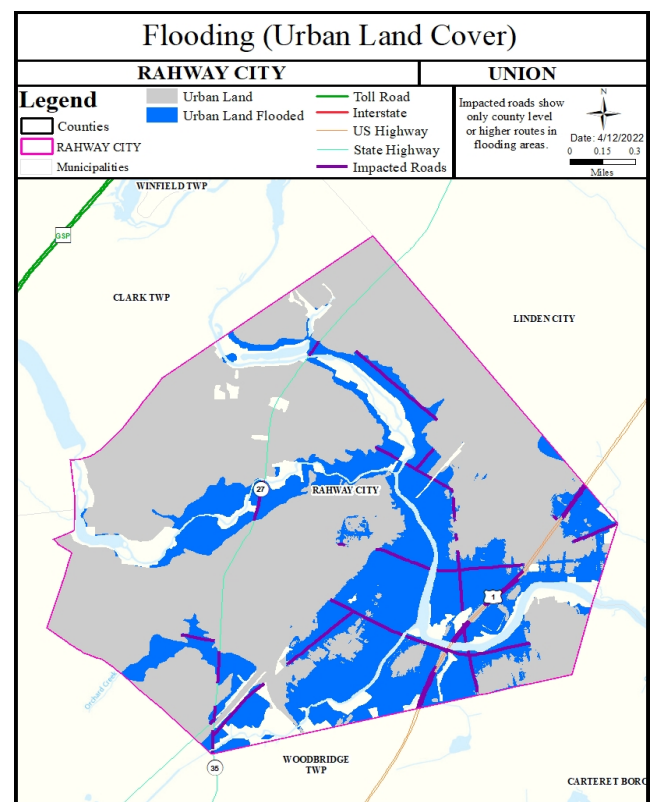 Flooding (Urban Land Cover)
RAHWAY CITY
UNION
Legend
Counties
RAHWAY CITY
Municipalities
Urban Land
Urban Land Flooded
Toll Road
Interstate
US Highway
State Highway
Impacted Roads
Impacted roads show
only county level
or higher routes in
flooding areas.
N
Date: 4/12/2022
0 0.15 0.3
Miles
WINFIELD TWP
GSP
CLARK TWP
LINDEN CITY
27
RAHWAY CITY
1
Orchard Creek
35
WOODBRIDGE
TWP
CARTERET BORO